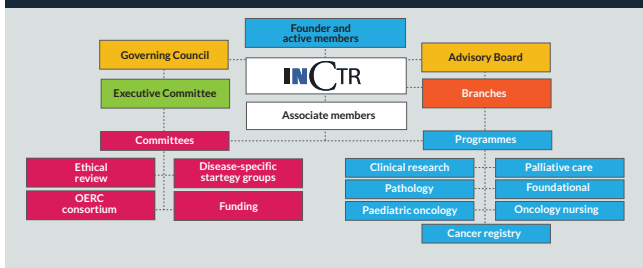 Founder and
active members
Governing Council
Advisory Board
INCTR
Executive Committee
Branches
Associate members
Committees
Programmes
Ethical
review
Disease-specific
startegy groups
Clinical research
Palliative care
OERC
consortium
Funding
Pathology
Foundational
Paediatric oncology
Oncology nursing
Cancer registry